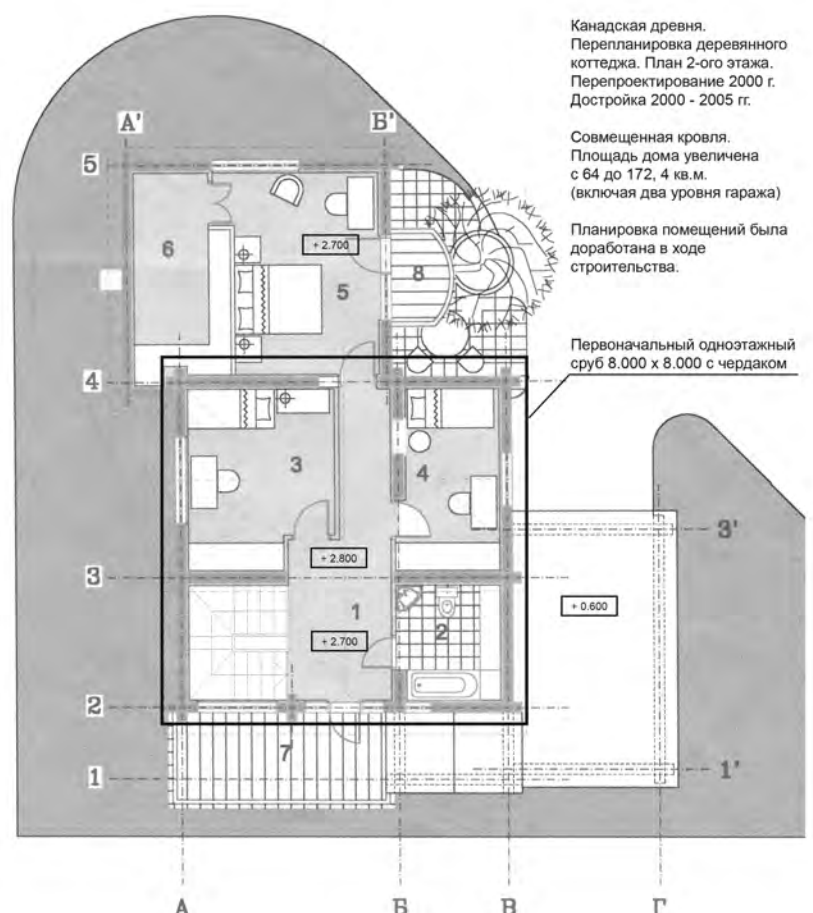 Канадская древня.
Перепланировка деревянного
коттеджа. План 2-ого этажа.
Перепроектирование 2000 г.
Достройка 2000 - 2005 гг.
Совмещенная кровля.
Площадь дома увеличена
с 64 до 172, 4 кв.м.
(включая два уровня гаража)
Планировка помещений была
доработана в ходе
строительства.
Первоначальный одноэтажный
сруб 8.000 х 8.000 с чердаком
А' Б'
5
6
+ 2.700
5
8
4
3
4
3'
+ 2.800
3
1
+ 0.600
+ 2.700
2
2
7
1
1'
А Б В Г